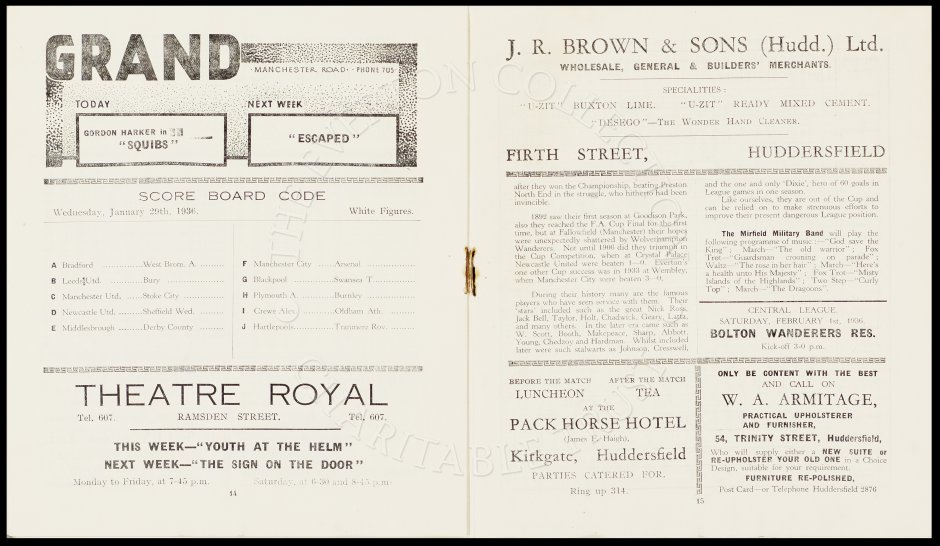 GRAND
MANCHESTER ROAD · PHONE 705
TODAY
NEXT WEEK
GORDON HARKER in
"SQUIBS"
"ESCAPED"
SCORE BOARD CODE
Wednesday, January 29th, 1936.
White Figures.
A Bradford ............West Brom. A.
B Leeds Utd. ............Bury
C Manchester Utd. ......Stoke City
D Newcastle Utd. .........Sheffield Wed.
E Middlesbrough .........Derby County
F Manchester City ......Arsenal
G Blackpool ............Swansea T
H Plymouth A. .........Burnley
I Crewe Alex ............Oldham Ath
J Hartlepools ............Tranmere Rov.
THEATRE ROYAL
Tel. 607.
RAMSDEN STREET.
Tel. 607.
THIS WEEK—"YOUTH AT THE HELM"
NEXT WEEK—"THE SIGN ON THE DOOR"
Monday to Friday, at 7-45 p.m.
Saturday, at 6-30 and 8-45 p.m.
14
J. R. BROWN & SONS (Hudd.) Ltd.
WHOLESALE, GENERAL & BUILDERS' MERCHANTS.
SPECIALITIES :
"U-ZIT" BUXTON LIME.
"U-ZIT" READY MIXED CEMENT.
"DESEGO"—THE WONDER HAND CLEANER.
FIRTH STREET,
HUDDERSFIELD
after they won the Championship, beating Preston
North End in the struggle, who hitherto had been
invincible.
1892 saw their first season at Goodison Park,
also they reached the F.A. Cup Final for the first
time, but at Fallowfield (Manchester) their hopes
were unexpectedly shattered by Wolverhampton
Wanderers. Not until 1906 did they triumph in
the Cup Competition, when at Crystal Palace
Newcastle United were beaten 1—0. Everton's
one other Cup success was in 1933 at Wembley,
when Manchester City were beaten 3—0.
During their history many are the famous
players who have seen service with them. Their
'stars' included such as the great Nick Ross,
Jack Bell, Taylor, Holt, Chadwick, Geary, Latta,
and many others. In the later era came such as
W. Scott, Booth, Makepeace, Sharp, Abbott,
Young, Chedzoy and Hardman. Whilst included
later were such stalwarts as Johnson, Cresswell,
and the one and only 'Dixie', hero of 60 goals in
League games in one season.
Like ourselves, they are out of the Cup and
can be relied on to make strenuous efforts to
improve their present dangerous League position.
The Mirfield Military Band will play the
following programme of music :—"God save the
King" ; March—"The old warrior" ; Fox
Trot—"Guardsman crooning on parade" ;
Waltz—"The rose in her hair" ; March—"Here's
a health unto His Majesty" ; Fox Trot—"Misty
Islands of the Highlands" ; Two Step—"Curly
Top" ; March—"The Dragoons".
CENTRAL LEAGUE
SATURDAY, FEBRUARY 1st, 1936.
BOLTON WANDERERS RES.
Kick-off 3-0 p.m.
BEFORE THE MATCH
AFTER THE MATCH
LUNCHEON
TEA
AT THE
PACK HORSE HOTEL
(James E. Haigh),
Kirkgate, Huddersfield
PARTIES CATERED FOR.
Ring up 314.
ONLY BE CONTENT WITH THE BEST
AND CALL ON
W. A. ARMITAGE,
PRACTICAL UPHOLSTERER
AND FURNISHER,
54, TRINITY STREET, Huddersfield,
Who will supply either a NEW SUITE or
RE-UPHOLSTER YOUR OLD ONE in a Choice
Design, suitable for your requirement.
FURNITURE RE-POLISHED,
Post Card—or Telephone Huddersfield 2876
15